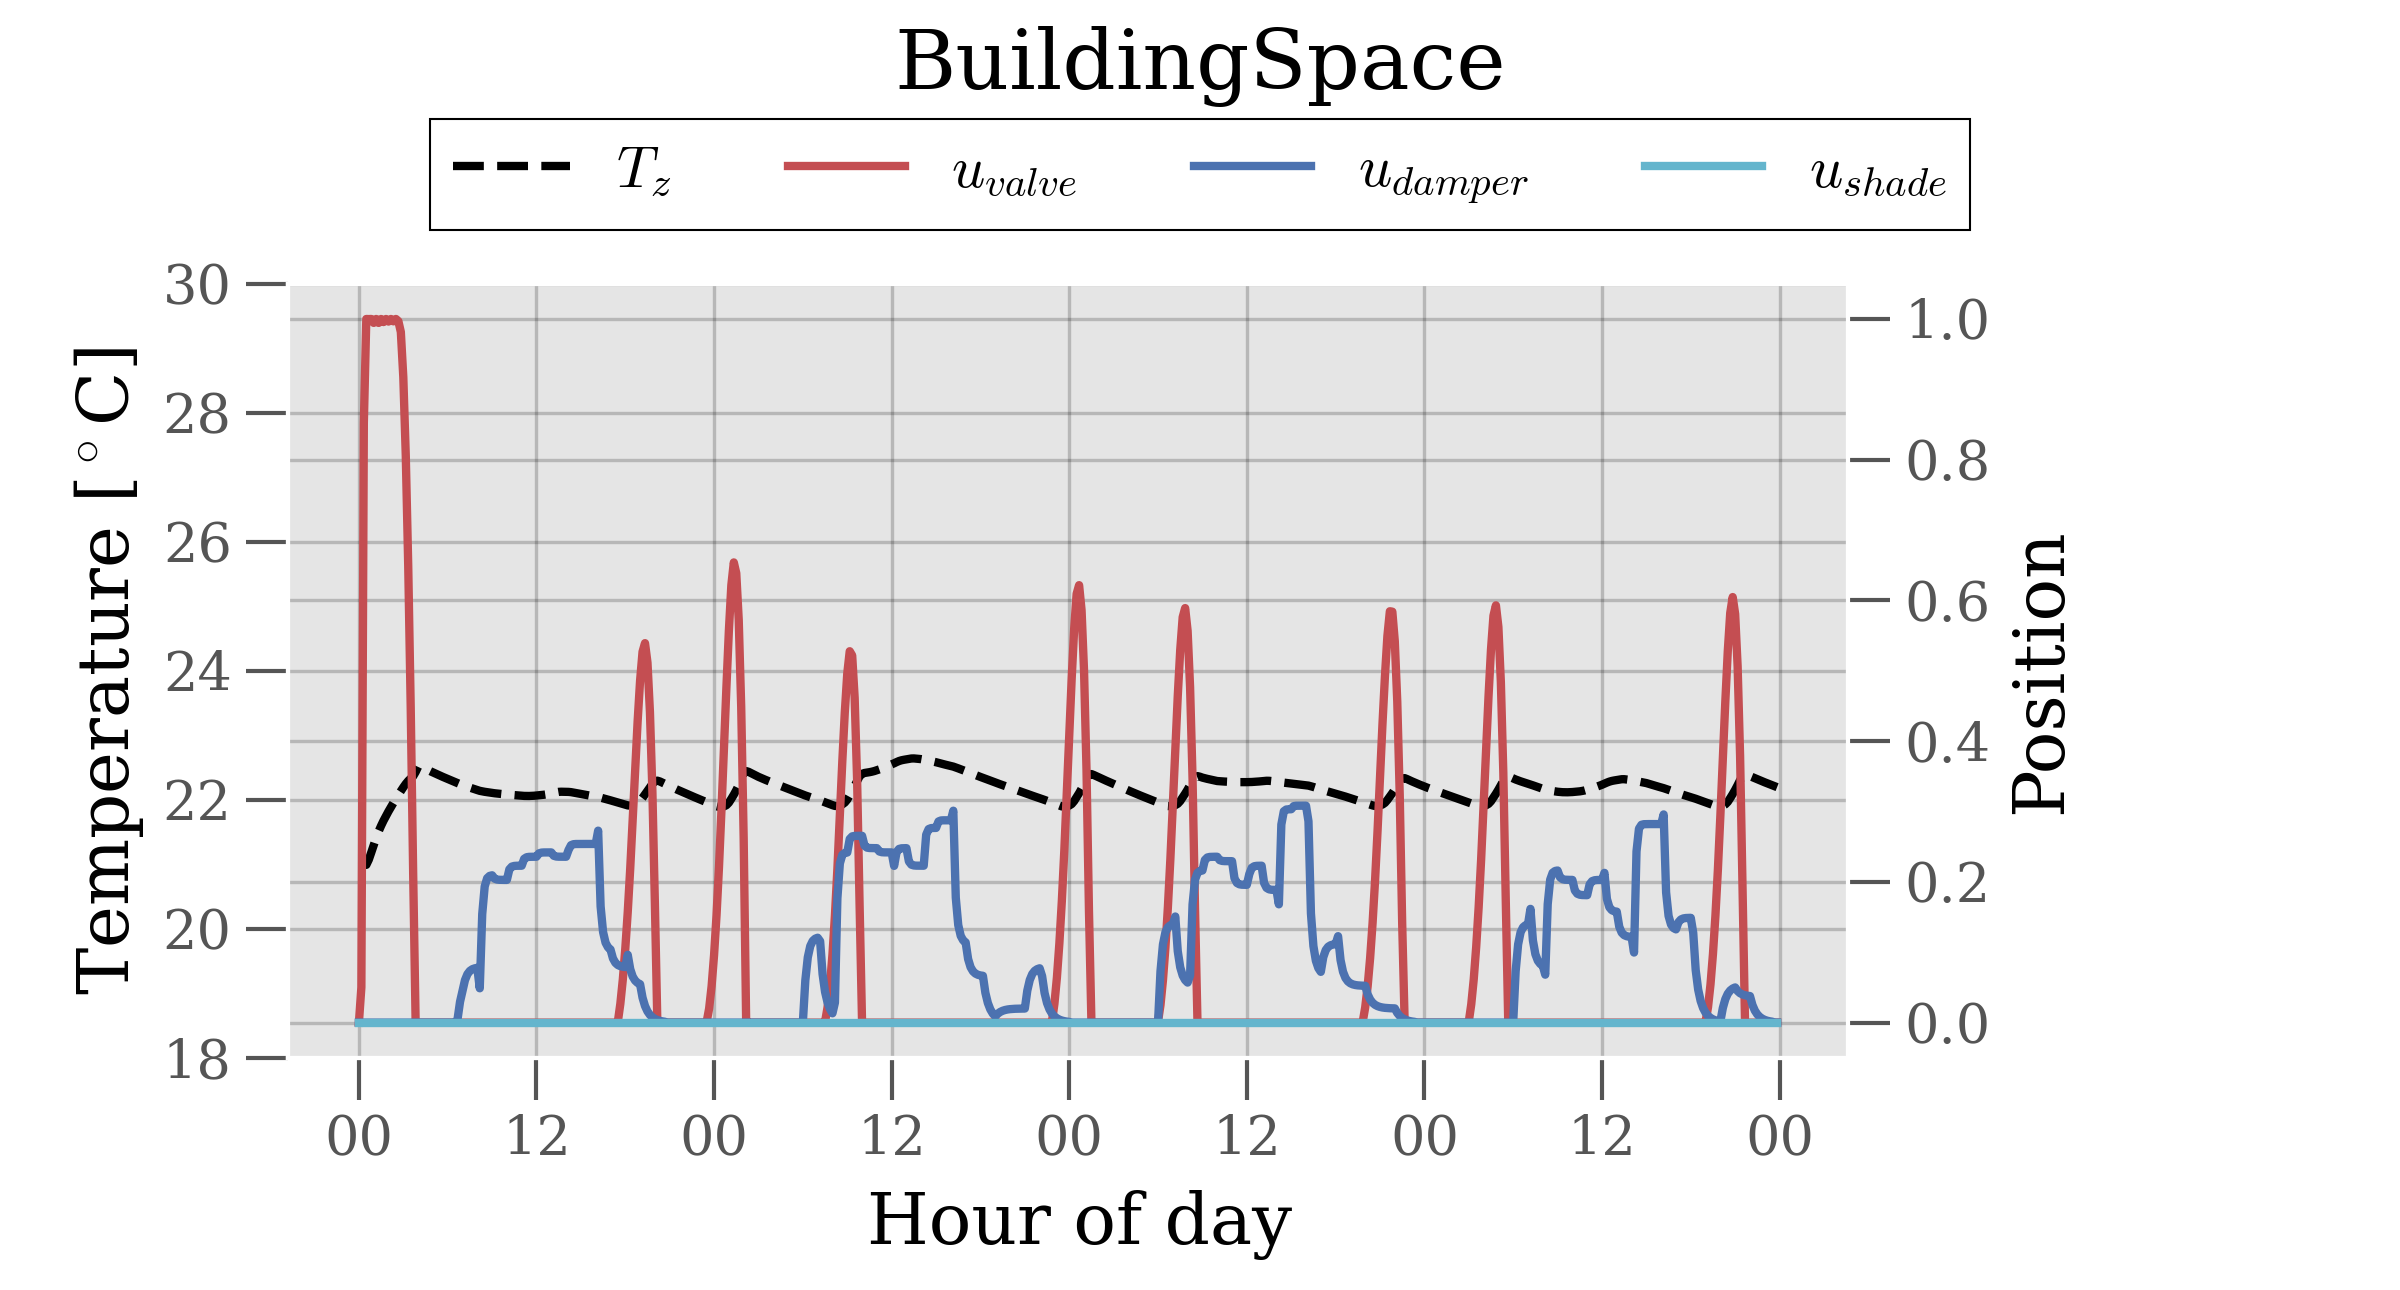 BuildingSpace
T_z u_valve u_damper u_shade
Temperature [°C]
30
28
26
24
22
20
18
1.0
0.8
0.6
0.4
0.2
0.0
Position
00 12 00 12 00 12 00 12 00
Hour of day